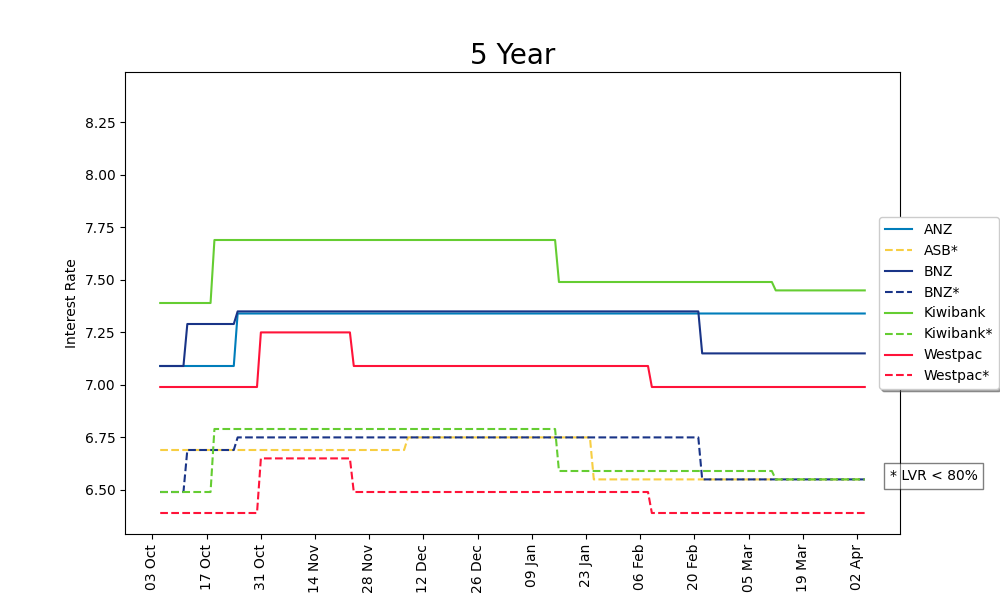 5 Year
Interest Rate
8.25
8.00
7.75
7.50
7.25
7.00
6.75
6.50
03 Oct
17 Oct
31 Oct
14 Nov
28 Nov
12 Dec
26 Dec
09 Jan
23 Jan
06 Feb
20 Feb
05 Mar
19 Mar
02 Apr
ANZ
ASB*
BNZ
BNZ*
Kiwibank
Kiwibank*
Westpac
Westpac*
* LVR < 80%